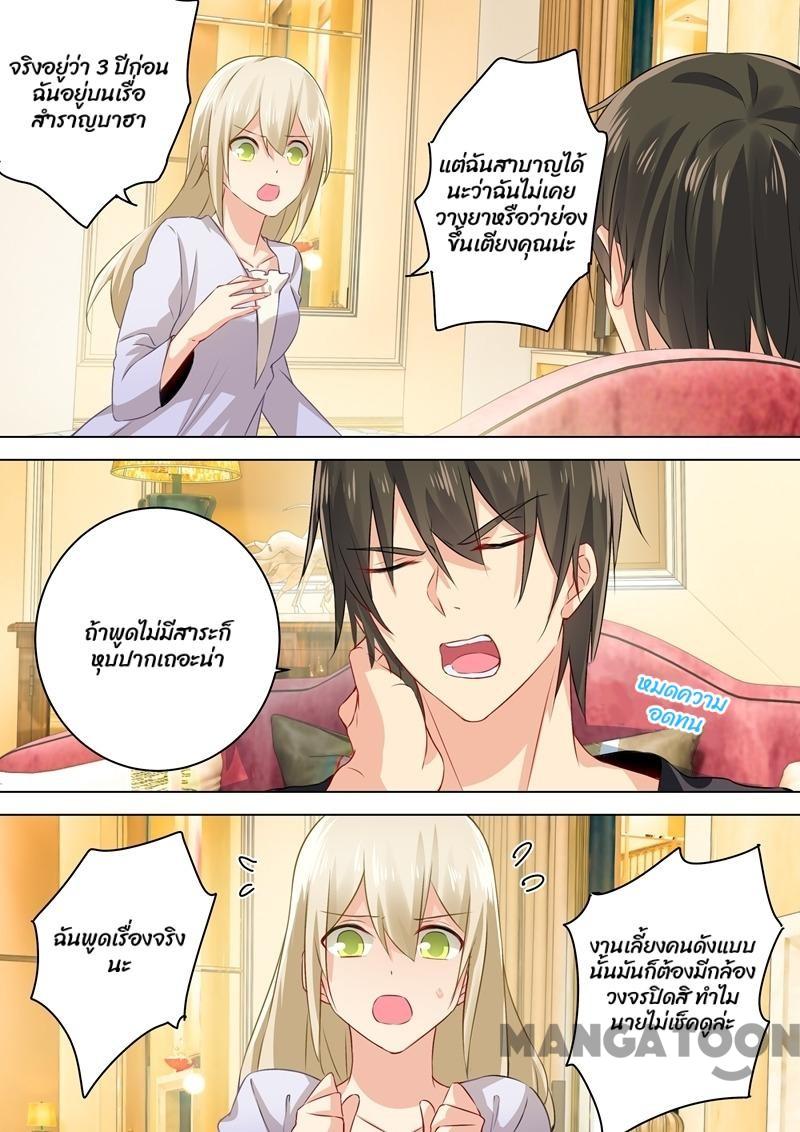 จริงอยู่ว่า 3 ปีก่อน
ฉันอยู่บนเรือ
สำราญบาฮา
แต่ฉันสาบาญได้
นะว่าฉันไม่เคย
วางยาหรือว่าย่อง
ขึ้นเตียงคุณน่ะ
ถ้าพูดไม่มีสาระก็
หุบปากเถอะน่า
หมดความ
อดทน
ฉันพูดเรื่องจริง
นะ
งานเลี้ยงคนดังแบบ
นั้นมันก็ต้องมีกล้อง
วงจรปิดสิ ทำไม
นายไม่เช็คดูล่ะ
MANGATOON